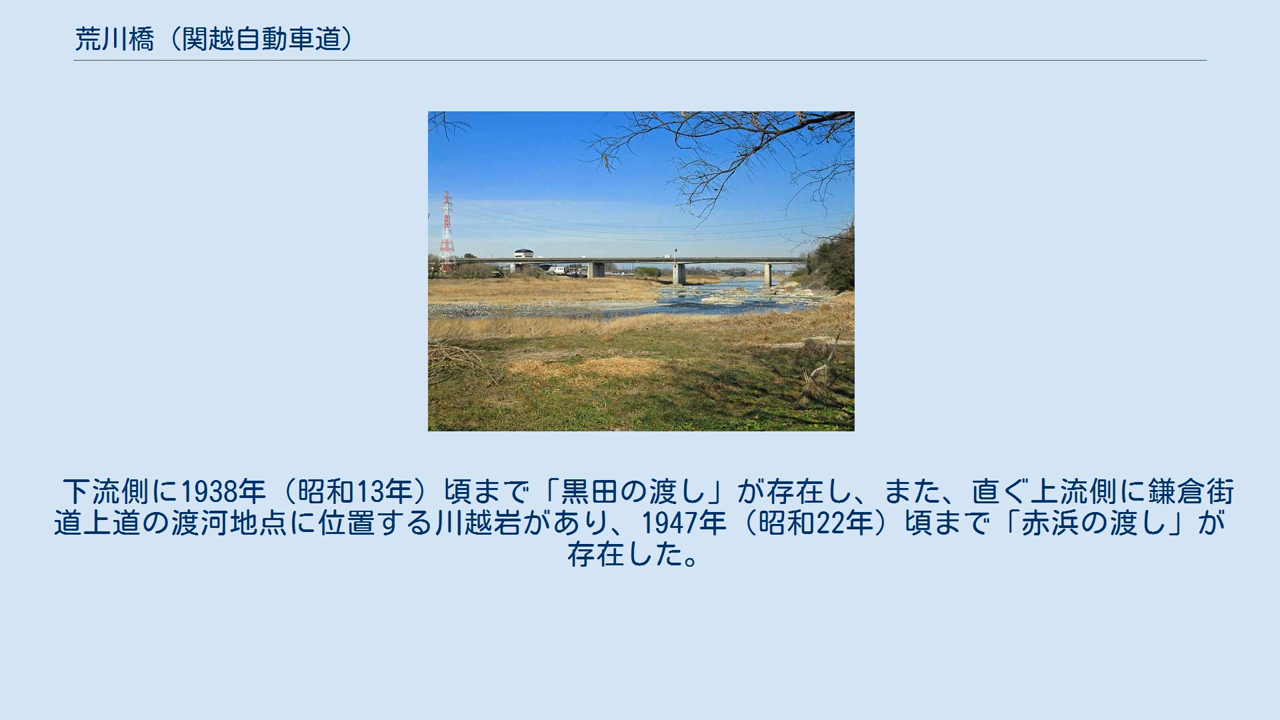 荒川橋（関越自動車道）
下流側に1938年（昭和13年）頃まで「黒田の渡し」が存在し、また、直ぐ上流側に鎌倉街
道上道の渡河地点に位置する川越岩があり、1947年（昭和22年）頃まで「赤浜の渡し」が
存在した。